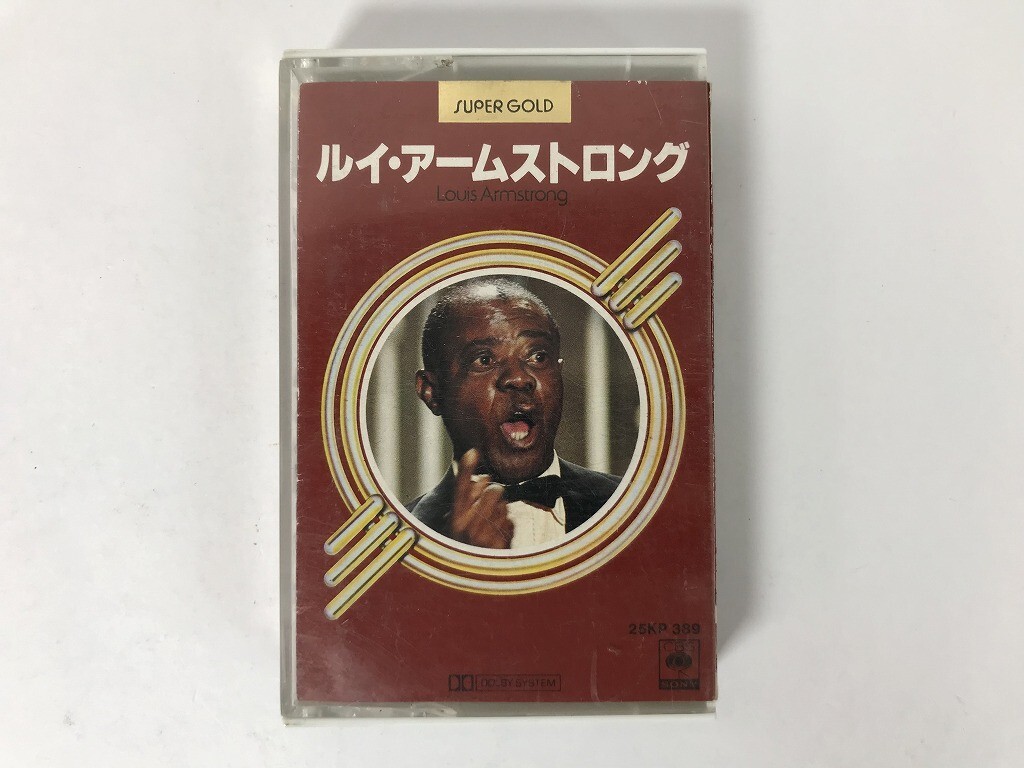 SUPER GOLD
ルイ・アームストロング
Louis Armstrong
25KP 389
CBS
DOLBY SYSTEM
SONY